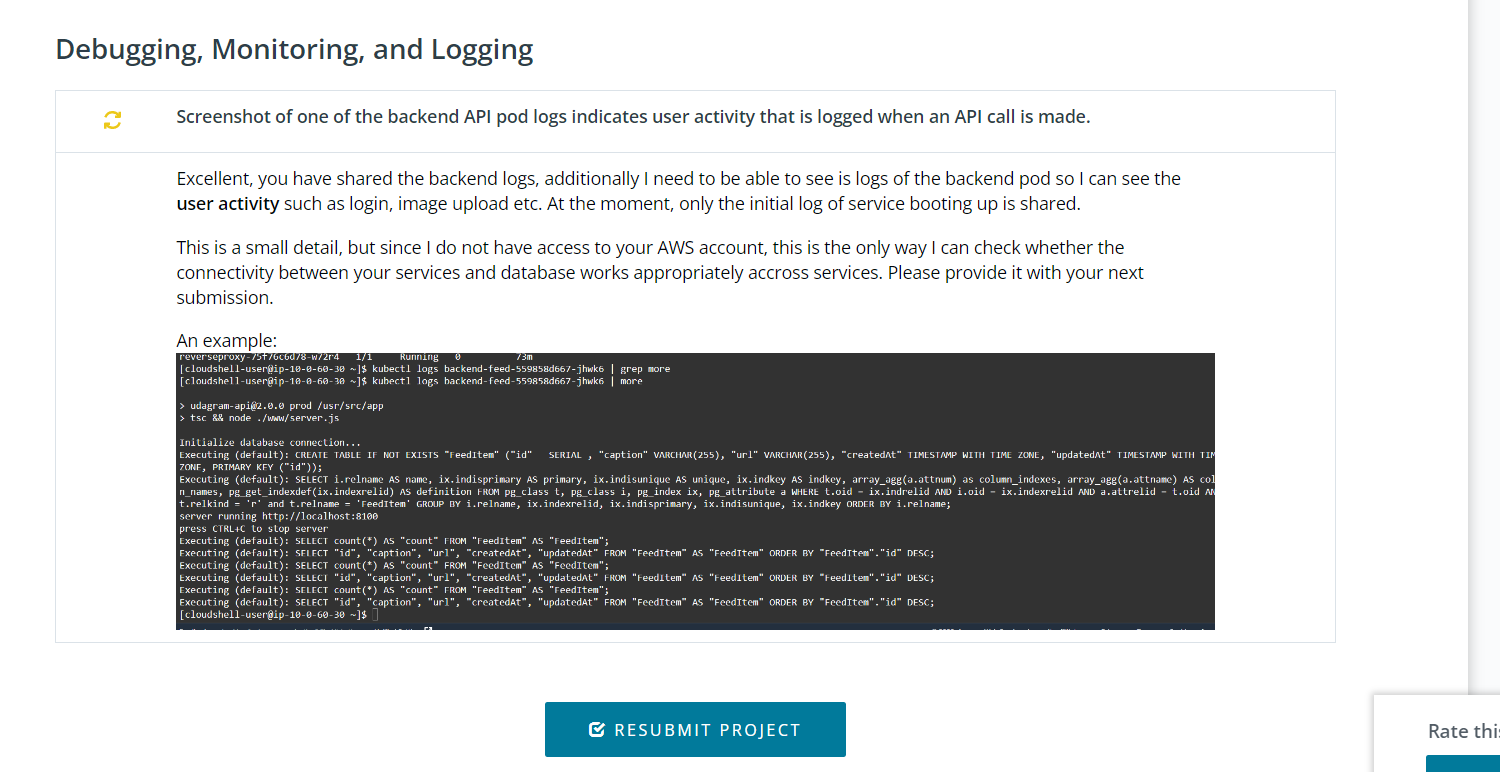 Debugging, Monitoring, and Logging
Screenshot of one of the backend API pod logs indicates user activity that is logged when an API call is made.
Excellent, you have shared the backend logs, additionally I need to be able to see is logs of the backend pod so I can see the
user activity such as login, image upload etc. At the moment, only the initial log of service booting up is shared.
This is a small detail, but since I do not have access to your AWS account, this is the only way I can check whether the
connectivity between your services and database works appropriately accross services. Please provide it with your next
submission.
An example:
reverseproxy-75f76c6d78-w72r4 1/1 Running 0 73m
[cloudshell-user@ip-10-0-60-30 ~]$ kubectl logs backend-feed-559858d667-jhwk6 | grep more
[cloudshell-user@ip-10-0-60-30 ~]$ kubectl logs backend-feed-559858d667-jhwk6 | more
> udagram-api@2.0.0 prod /usr/src/app
> tsc && node ./www/server.js
Initialize database connection...
Executing (default): CREATE TABLE IF NOT EXISTS "FeedItem" ("id" SERIAL , "caption" VARCHAR(255), "url" VARCHAR(255), "createdAt" TIMESTAMP WITH TIME ZONE, "updatedAt" TIMESTAMP WITH TIM
ZONE, PRIMARY KEY ("id"));
Executing (default): SELECT i.relname AS name, ix.indisprimary AS primary, ix.indisunique AS unique, ix.indkey AS indkey, array_agg(a.attnum) as column_indexes, array_agg(a.attname) AS col
n_names, pg_get_indexdef(ix.indexrelid) AS definition FROM pg_class t, pg_class i, pg_index ix, pg_attribute a WHERE t.oid = ix.indrelid AND i.oid = ix.indexrelid AND a.attrelid = t.oid AN
t.relkind = 'r' and t.relname = 'FeedItem' GROUP BY i.relname, ix.indexrelid, ix.indisprimary, ix.indisunique, ix.indkey ORDER BY i.relname;
server running http://localhost:8100
press CTRL+C to stop server
Executing (default): SELECT count(*) AS "count" FROM "FeedItem" AS "FeedItem";
Executing (default): SELECT "id", "caption", "url", "createdAt", "updatedAt" FROM "FeedItem" AS "FeedItem" ORDER BY "FeedItem"."id" DESC;
Executing (default): SELECT count(*) AS "count" FROM "FeedItem" AS "FeedItem";
Executing (default): SELECT "id", "caption", "url", "createdAt", "updatedAt" FROM "FeedItem" AS "FeedItem" ORDER BY "FeedItem"."id" DESC;
Executing (default): SELECT count(*) AS "count" FROM "FeedItem" AS "FeedItem";
Executing (default): SELECT "id", "caption", "url", "createdAt", "updatedAt" FROM "FeedItem" AS "FeedItem" ORDER BY "FeedItem"."id" DESC;
[cloudshell-user@ip-10-0-60-30 ~]$
RESUBMIT PROJECT
Rate this